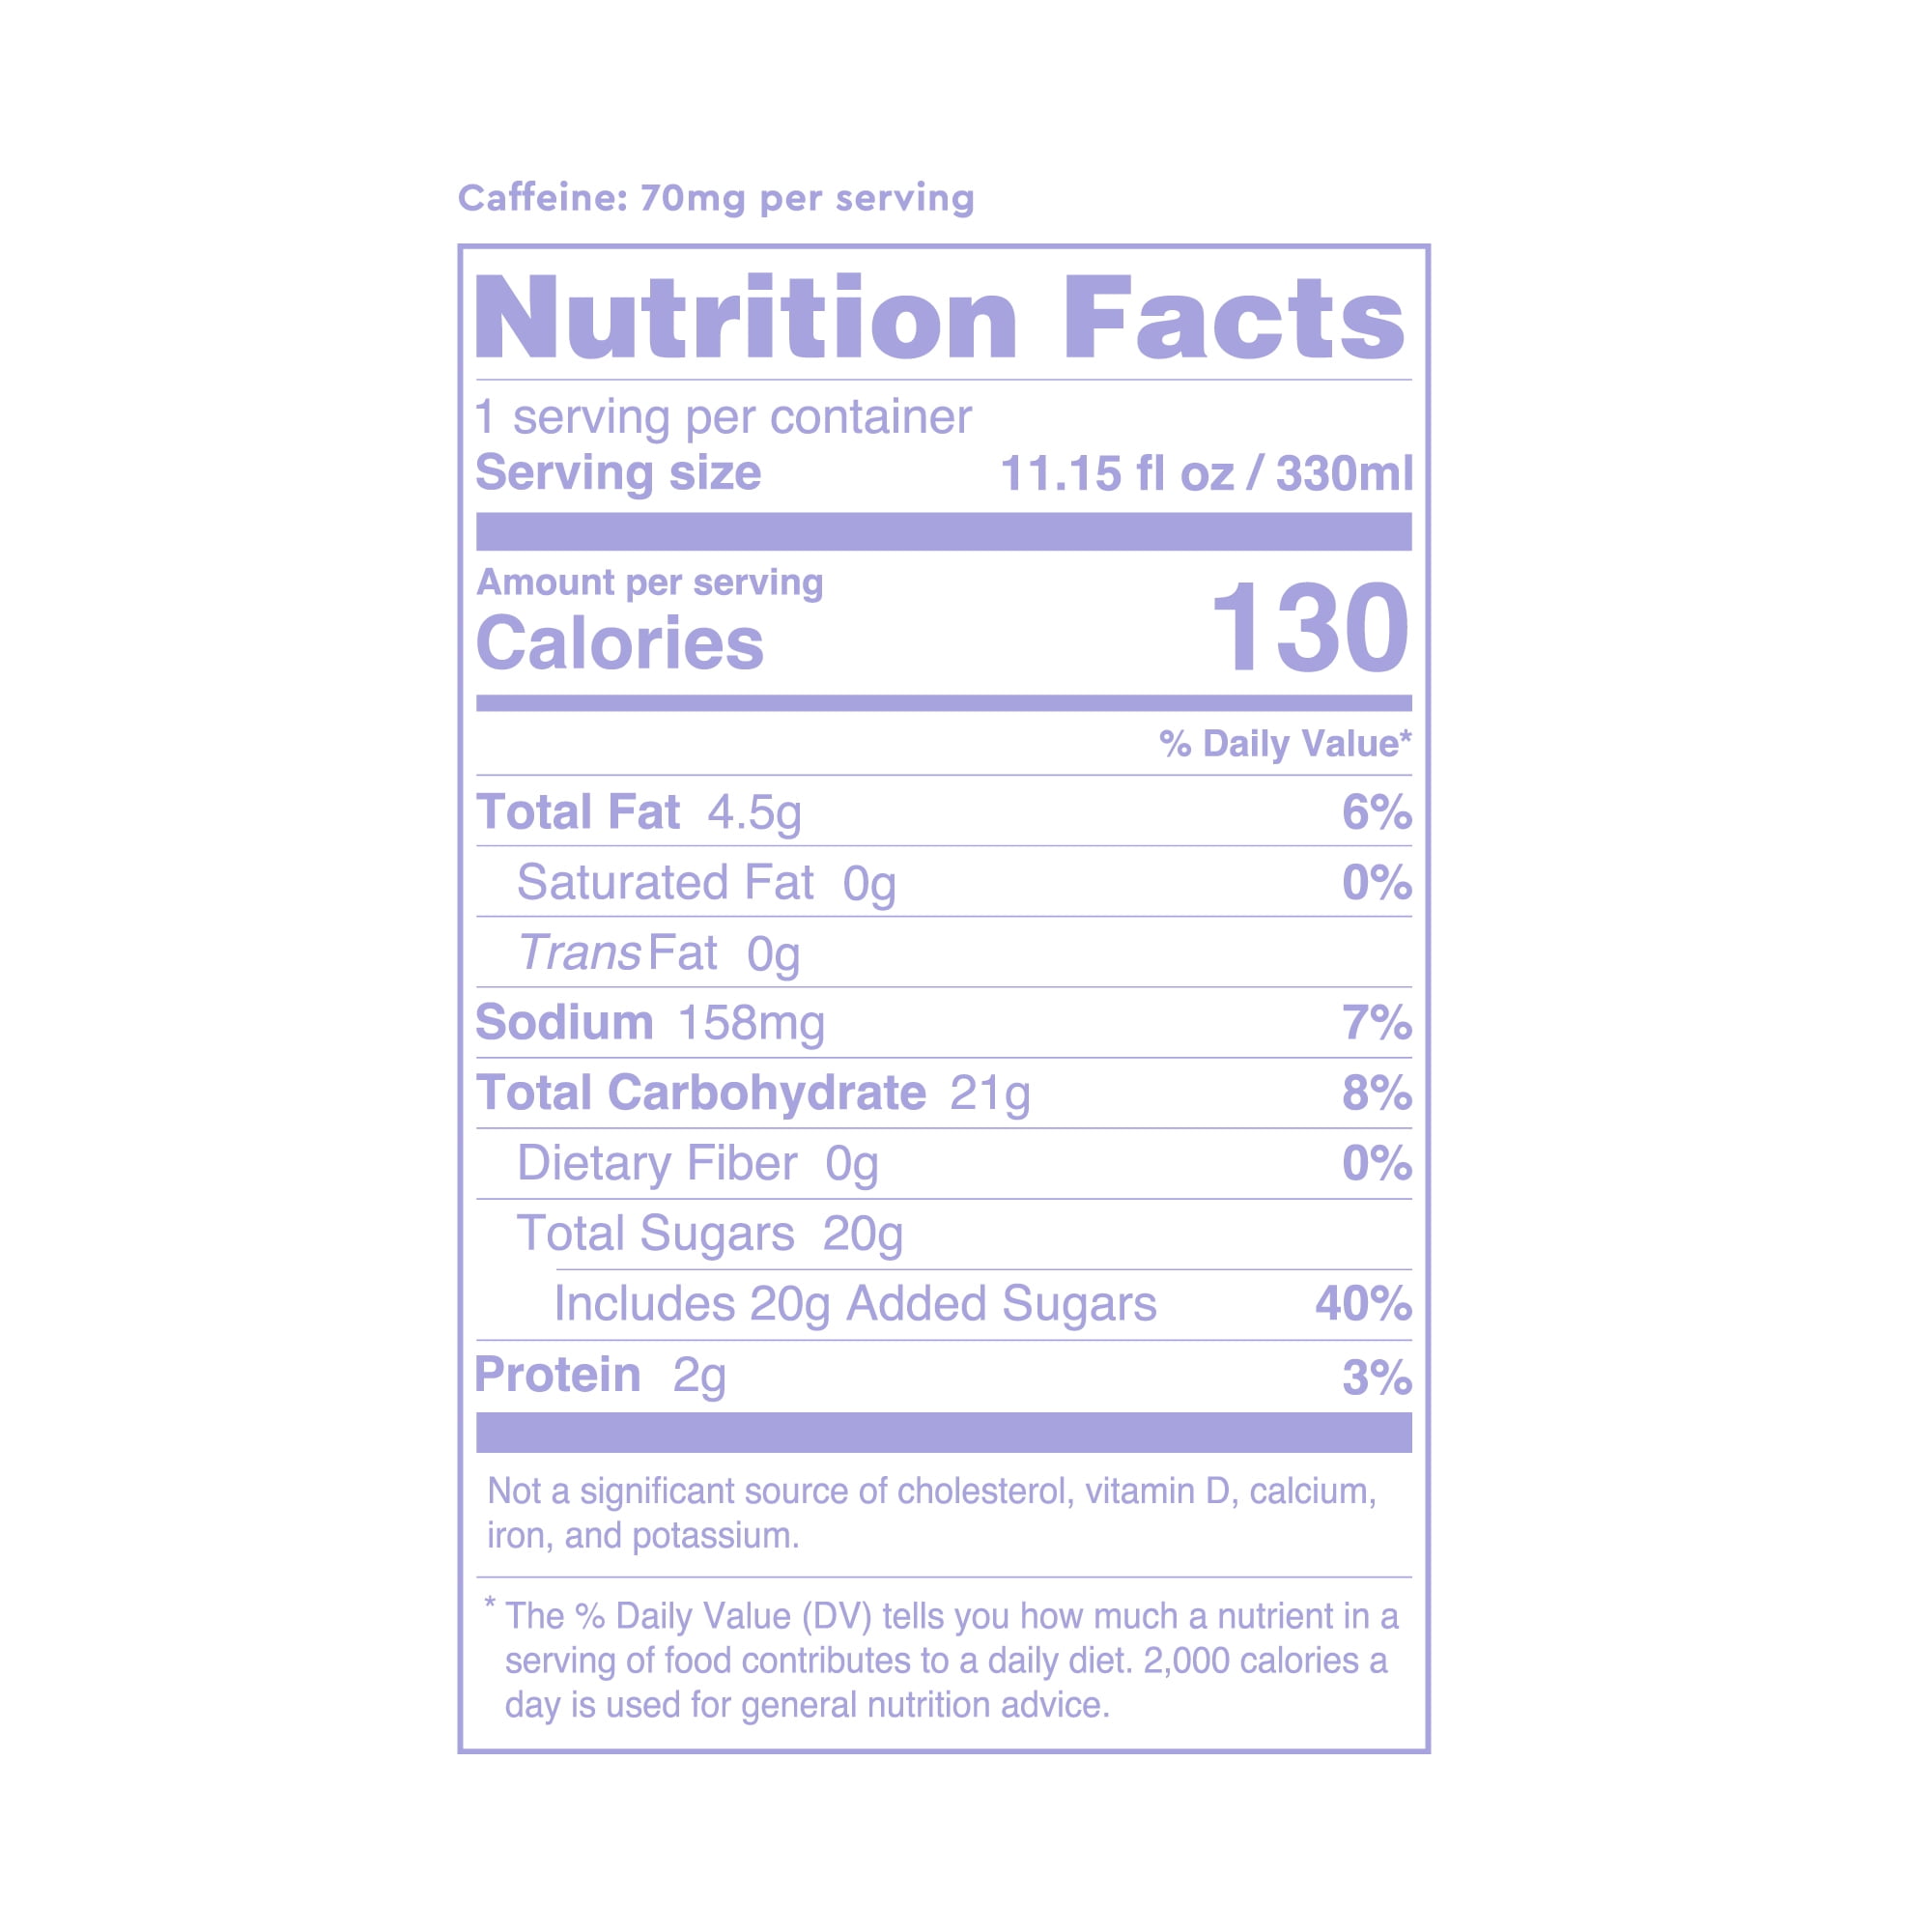 Caffeine: 70mg per serving
Nutrition Facts
1 serving per container
Serving size 11.15 fl oz / 330ml
Amount per serving
Calories 130
% Daily Value*
Total Fat 4.5g 6%
Saturated Fat 0g 0%
Trans Fat 0g
Sodium 158mg 7%
Total Carbohydrate 21g 8%
Dietary Fiber 0g 0%
Total Sugars 20g
Includes 20g Added Sugars 40%
Protein 2g 3%
Not a significant source of cholesterol, vitamin D, calcium,
iron, and potassium.
* The % Daily Value (DV) tells you how much a nutrient in a
serving of food contributes to a daily diet. 2,000 calories a
day is used for general nutrition advice.